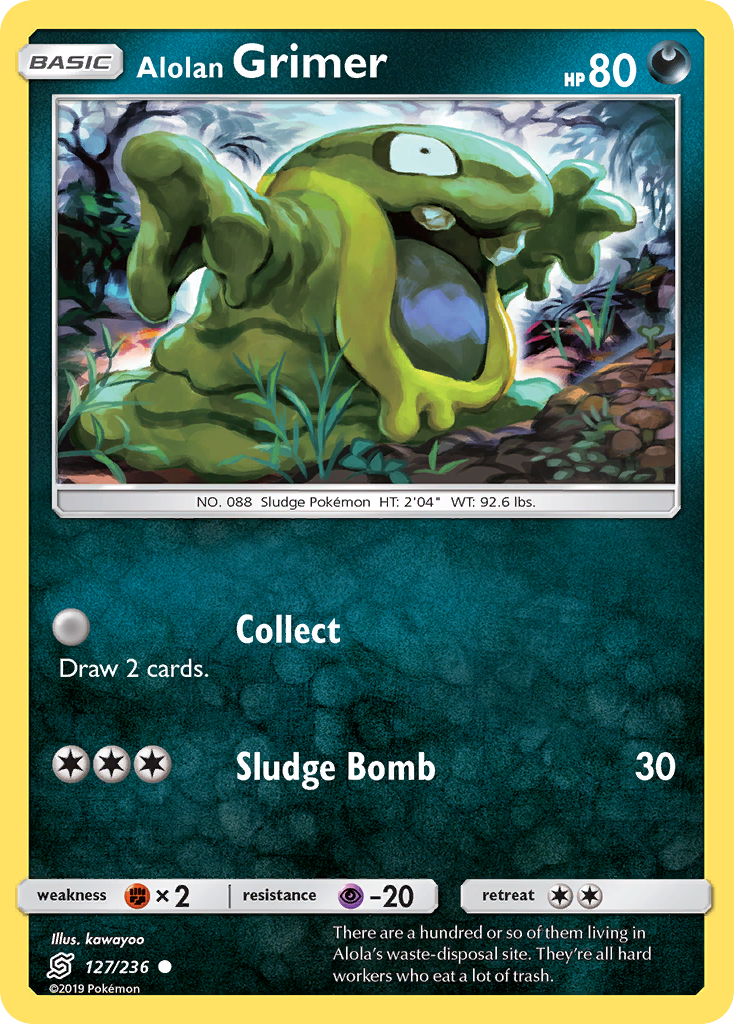 BASIC Alolan Grimer HP 80
NO. 088 Sludge Pokémon HT: 2'04" WT: 92.6 lbs.
Collect
Draw 2 cards.
Sludge Bomb 30
weakness × 2 resistance -20 retreat
Illus. kawayoo
127/236
©2019 Pokémon
There are a hundred or so of them living in
Alola's waste-disposal site. They're all hard
workers who eat a lot of trash.